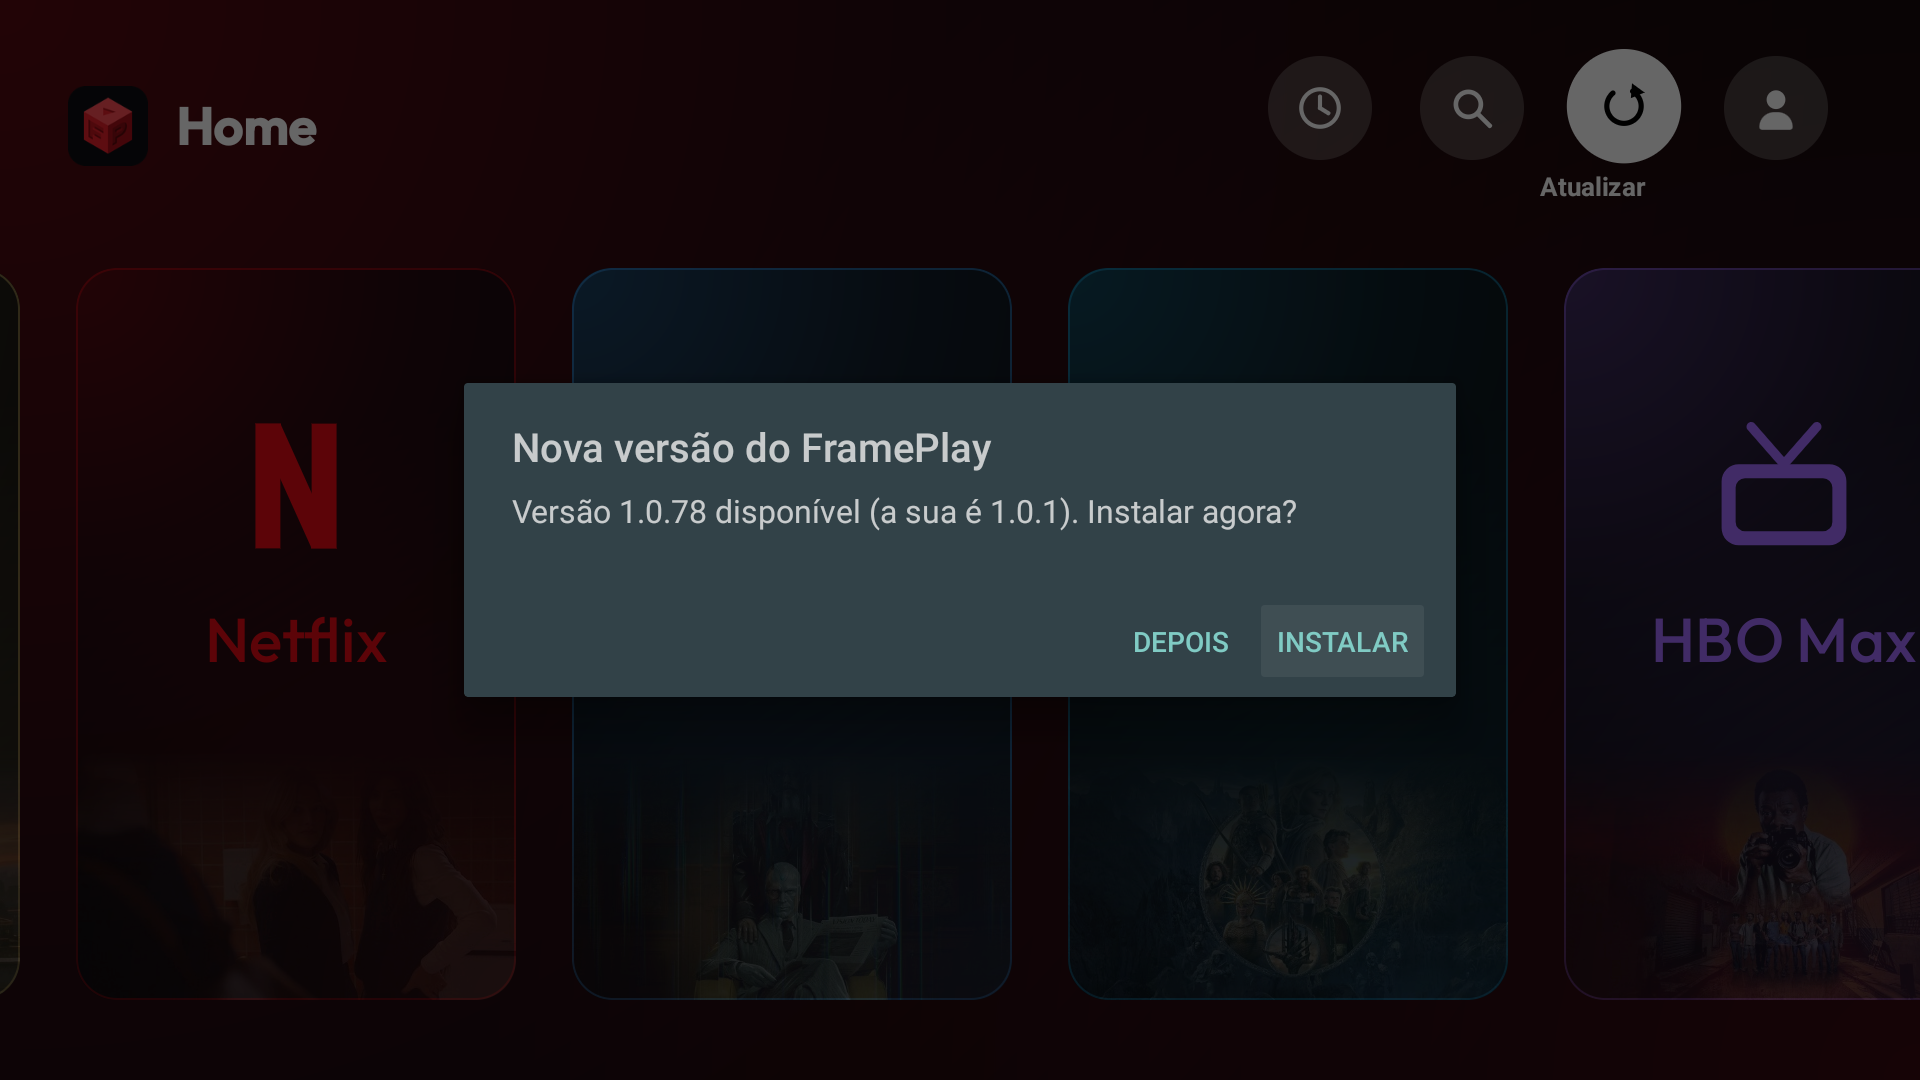 Home
Atualizar
Nova versão do FramePlay
Versão 1.0.78 disponível (a sua é 1.0.1). Instalar agora?
DEPOIS
INSTALAR
Netflix
HBO Max